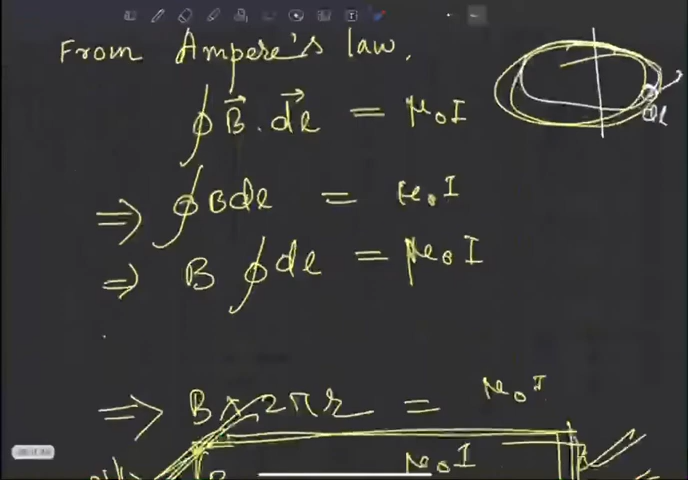 From Ampere's law.
∮ B⃗ . d⃗l = μ₀I
dl
⇒ ∮ Bdl = μ₀I
⇒ B ∮ dl = μ₀I
⇒ B × 2πr = μ₀I
μ₀I